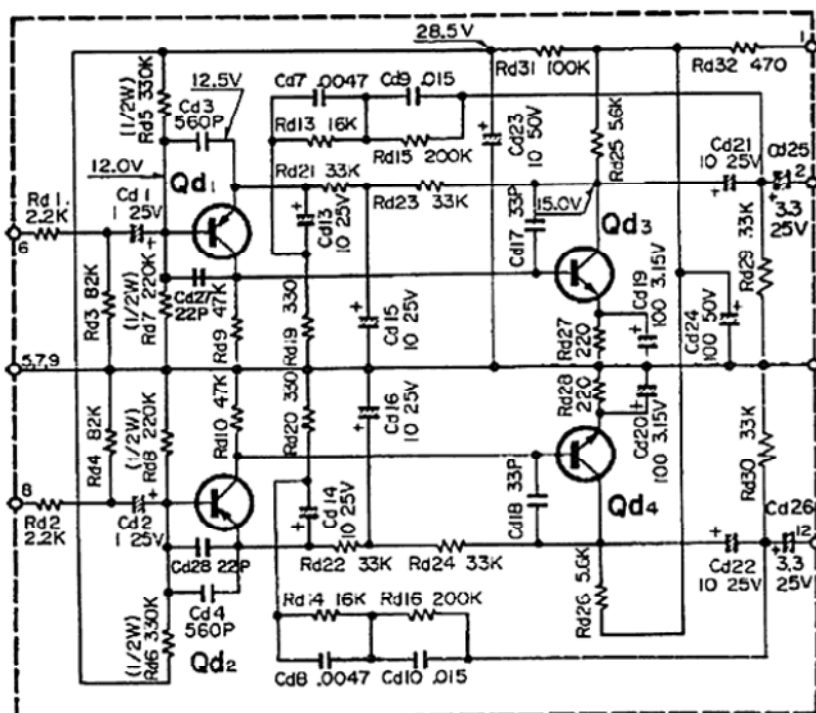 28.5V
1
Rd31 100K
Rd32 470
(1/2W)
Rd5 330K
Cd3
560P
12.5V
Cd7 .0047
Cd9 .015
Rd13 16K
Rd15 200K
Cd23
10 50V
Rd25 5.6K
Cd21
10 25V
Cd25
2
3.3
25V
12.0V
Rd1
2.2K
Cd1
1 25V
Qd1
Rd21 33K
Cd13
10 25V
Rd23 33K
33P
Cd17
15.0V
Qd3
6
Rd3 82K
(1/2W)
Rd7 220K
Cd27
22P
Rd9 47K
Rd19 330
Cd15
10 25V
Rd27
220
Cd19
100 3.15V
Cd24
100 50V
Rd29 33K
5,7,9
Rd4 82K
(1/2W)
Rd8 220K
Rd10 47K
Rd20 330
Cd16
10 25V
Rd28
220
Cd20
100 3.15V
Rd30 33K
8
Rd2
2.2K
Cd2
1 25V
Cd14
10 25V
Cd18 33P
Qd4
Cd26
12
3.3
25V
Cd28 22P
Rd22 33K
Rd24 33K
Cd22
10 25V
Cd4
560P
Rd14 16K
Rd16 200K
Rd26 5.6K
(1/2W)
Rd6 330K
Qd2
Cd8 .0047
Cd10 .015